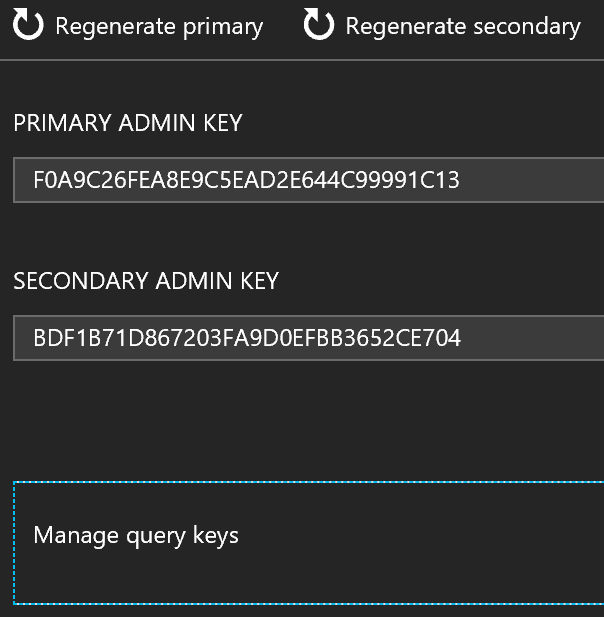 Regenerate primary Regenerate secondary
PRIMARY ADMIN KEY
F0A9C26FEA8E9C5EAD2E644C99991C13
SECONDARY ADMIN KEY
BDF1B71D867203FA9D0EFBB3652CE704
Manage query keys